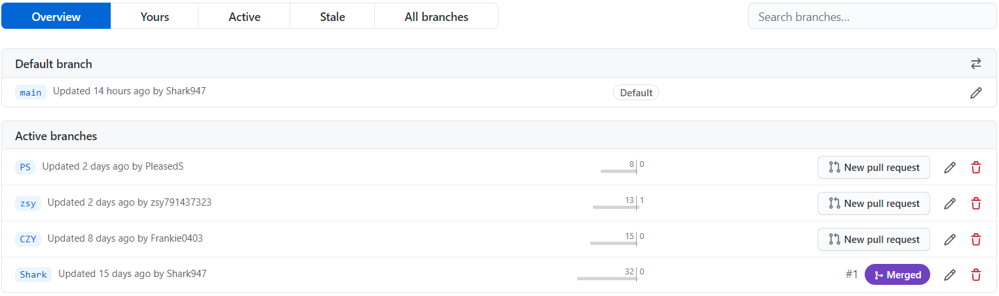 Overview Yours Active Stale All branches Search branches...
Default branch
main Updated 14 hours ago by Shark947 Default
Active branches
PS Updated 2 days ago by PleasedS 8 0 New pull request
zsy Updated 2 days ago by zsy791437323 13 1 New pull request
CZY Updated 8 days ago by Frankie0403 15 0 New pull request
Shark Updated 15 days ago by Shark947 32 0 #1 Merged